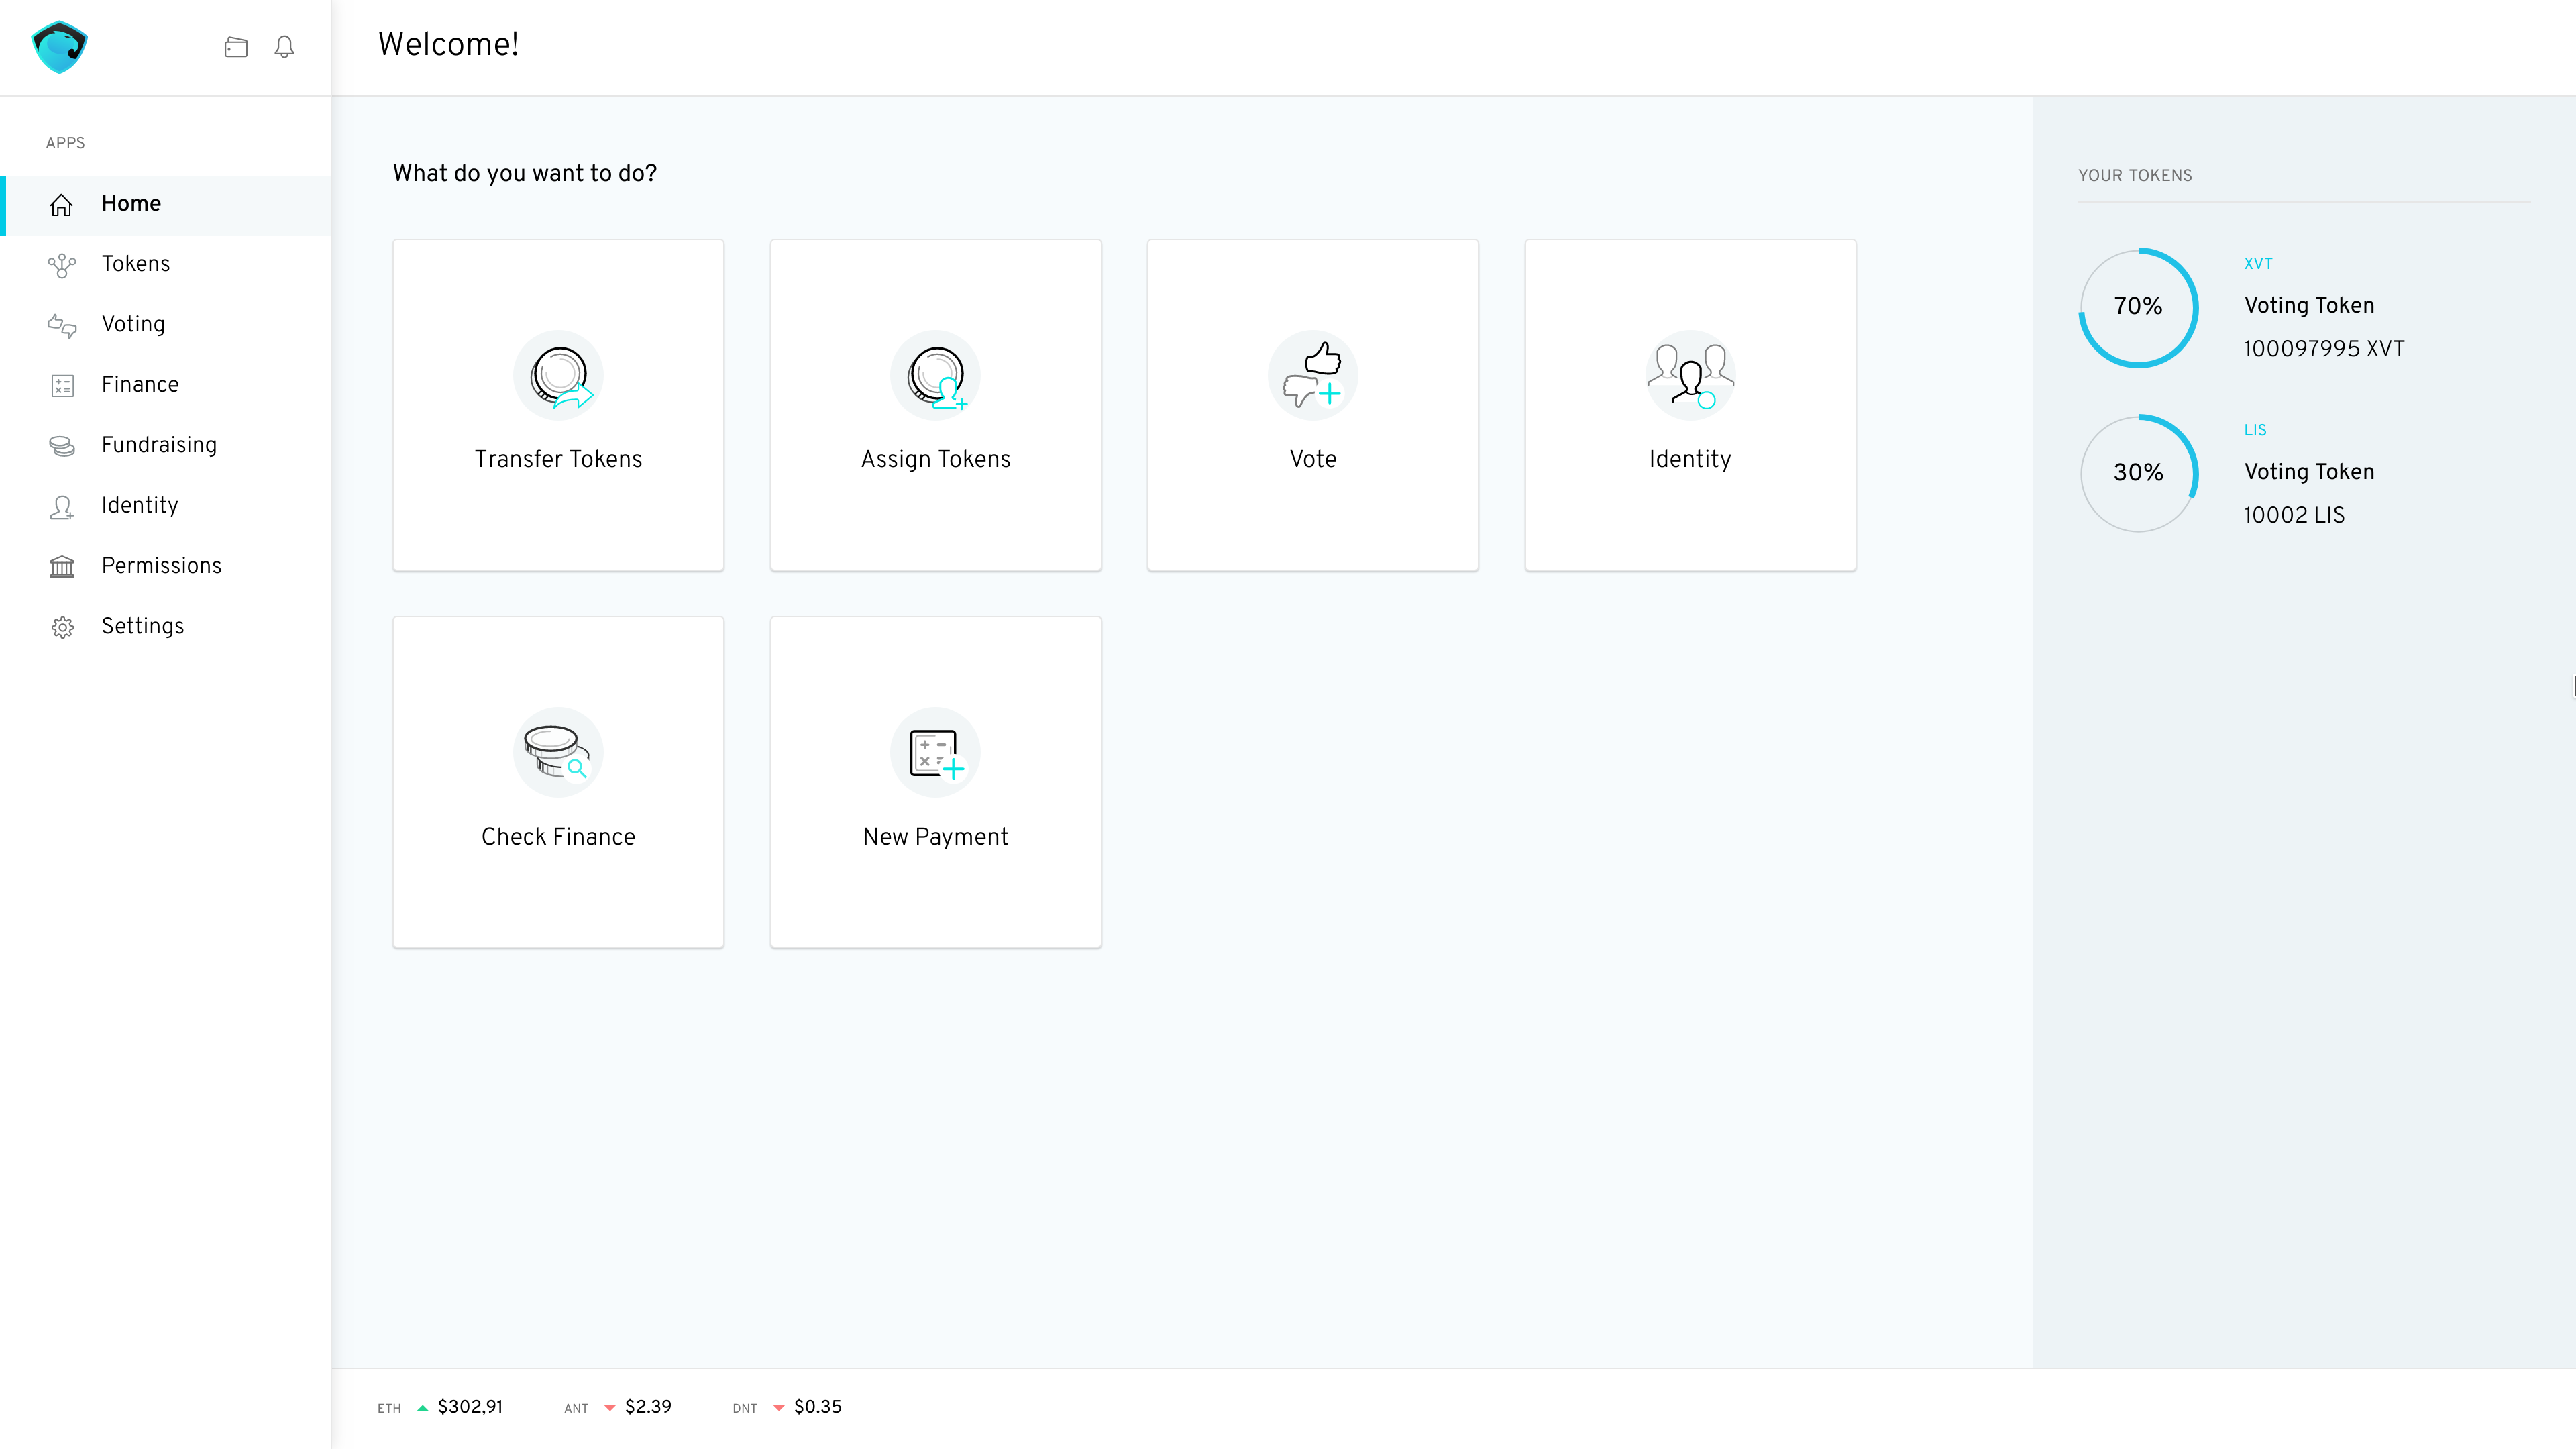 Welcome!
APPS
Home
Tokens
Voting
Finance
Fundraising
Identity
Permissions
Settings
What do you want to do?
Transfer Tokens
Assign Tokens
Vote
Identity
Check Finance
New Payment
YOUR TOKENS
70%
XVT
Voting Token
100097995 XVT
30%
LIS
Voting Token
10002 LIS
ETH $302,91 ANT $2.39 DNT $0.35